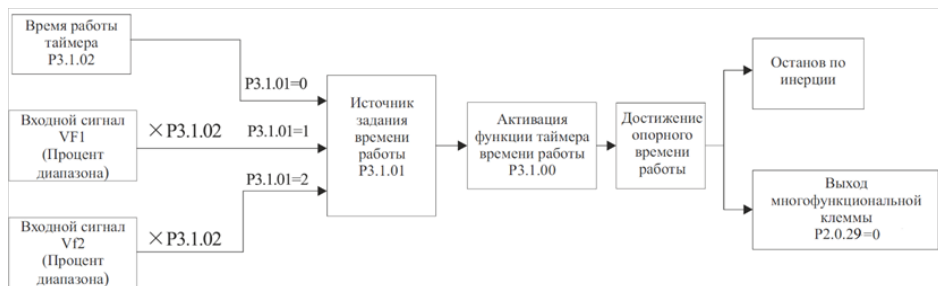 Время работы
таймера
P3.1.02
P3.1.01=0
Входной сигнал
VF1
(Процент
диапазона)
×P3.1.02
P3.1.01=1
P3.1.01=2
Входной сигнал
Vf2
(Процент
диапазона)
×P3.1.02
Источник
задания
времени
работы
P3.1.01
Активация
функции таймера
времени работы
P3.1.00
Достижение
опорного
времени
работы
Останов по
инерции
Выход
многофункциональной
клеммы
P2.0.29=0